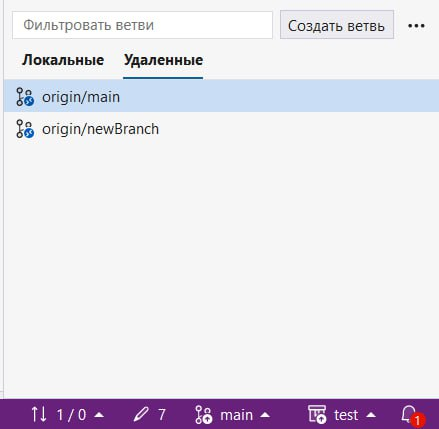 Фильтровать ветви Создать ветвь •••
Локальные Удаленные
origin/main
origin/newBranch
1 / 0 7 main test 1